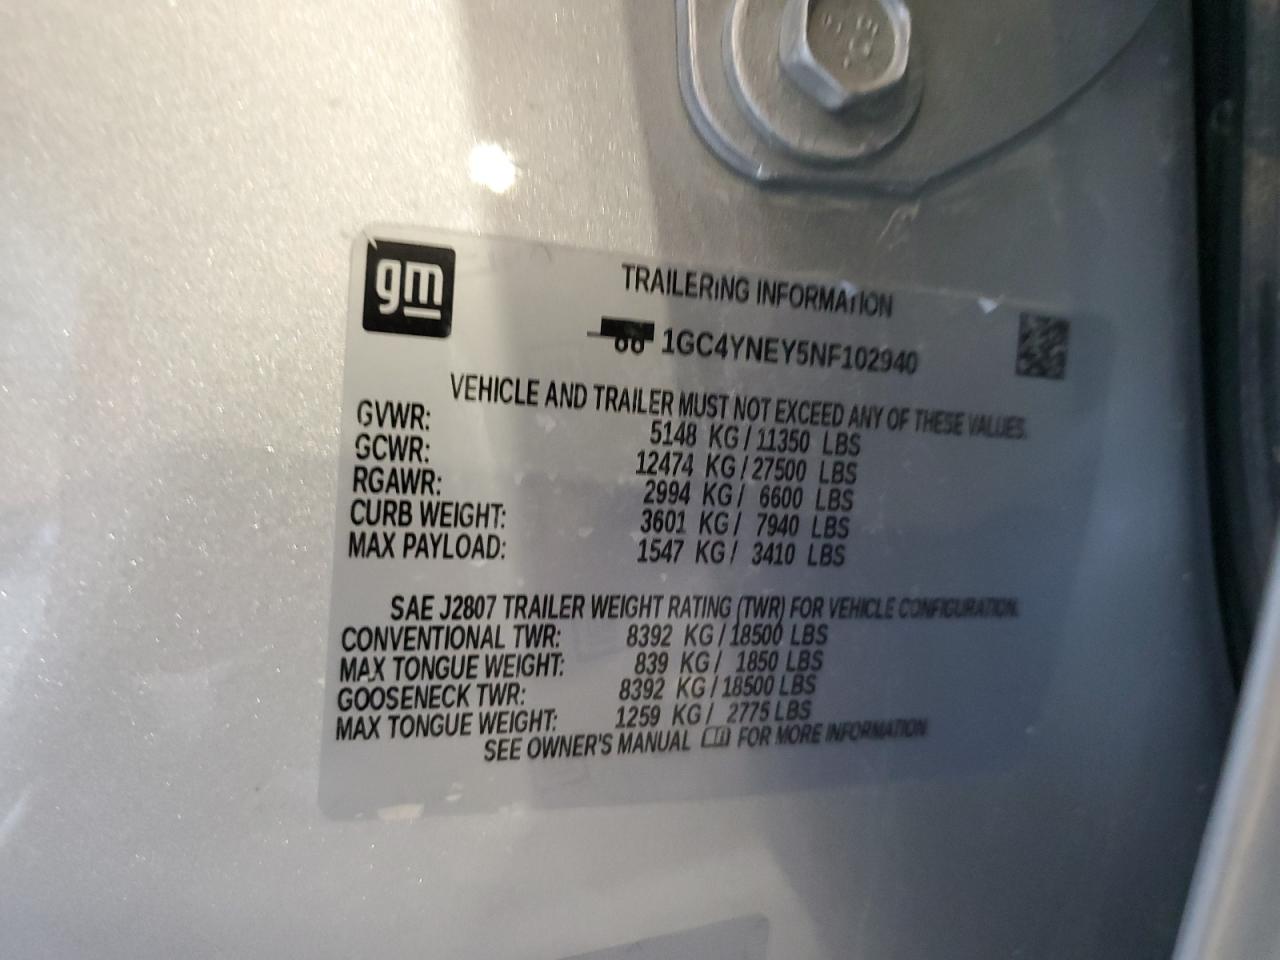 gm
TRAILERING INFORMATION
1GC4YNEY5NF102940
VEHICLE AND TRAILER MUST NOT EXCEED ANY OF THESE VALUES.
GVWR: 5148 KG / 11350 LBS
GCWR: 12474 KG / 27500 LBS
RGAWR: 2994 KG / 6600 LBS
CURB WEIGHT: 3601 KG / 7940 LBS
MAX PAYLOAD: 1547 KG / 3410 LBS
SAE J2807 TRAILER WEIGHT RATING (TWR) FOR VEHICLE CONFIGURATION.
CONVENTIONAL TWR: 8392 KG / 18500 LBS
MAX TONGUE WEIGHT: 839 KG / 1850 LBS
GOOSENECK TWR: 8392 KG / 18500 LBS
MAX TONGUE WEIGHT: 1259 KG / 2775 LBS
SEE OWNER'S MANUAL FOR MORE INFORMATION